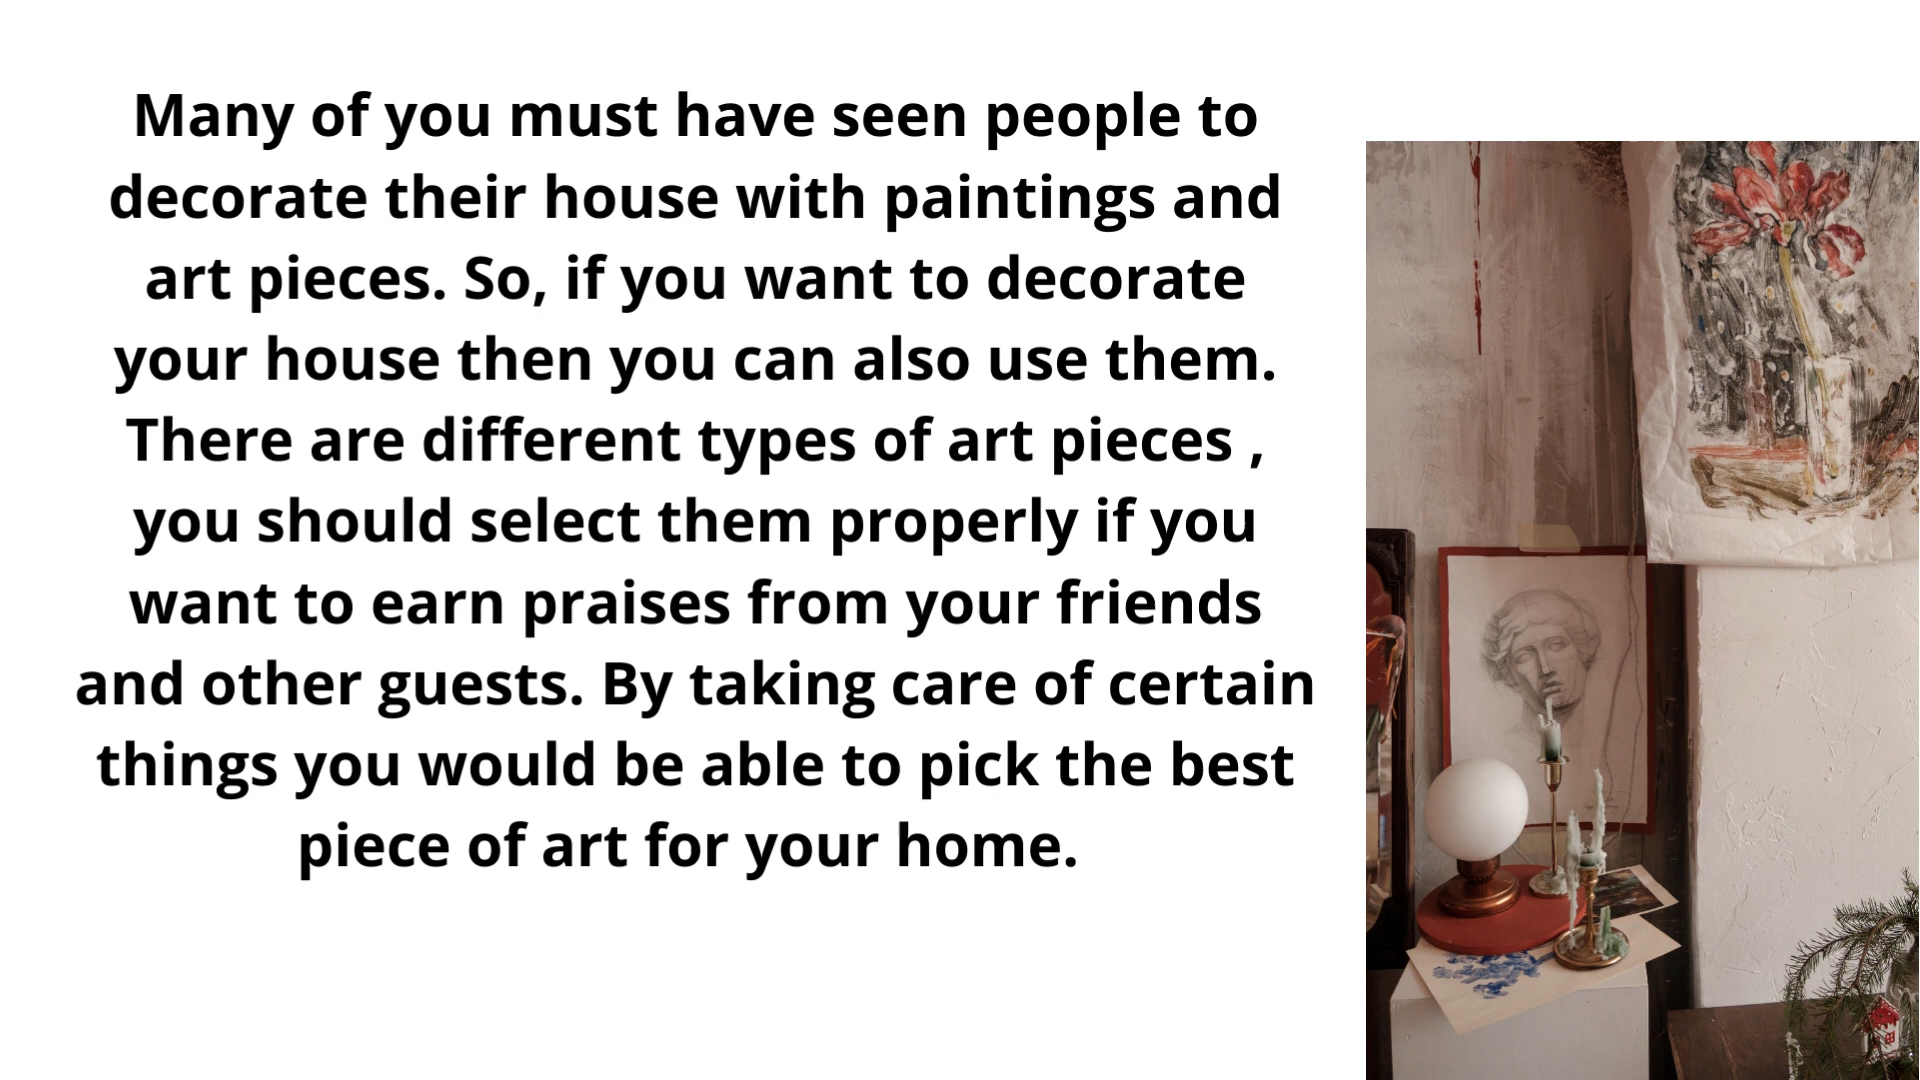 Many of you must have seen people to
decorate their house with paintings and
art pieces. So, if you want to decorate
your house then you can also use them.
There are different types of art pieces ,
you should select them properly if you
want to earn praises from your friends
and other guests. By taking care of certain
things you would be able to pick the best
piece of art for your home.